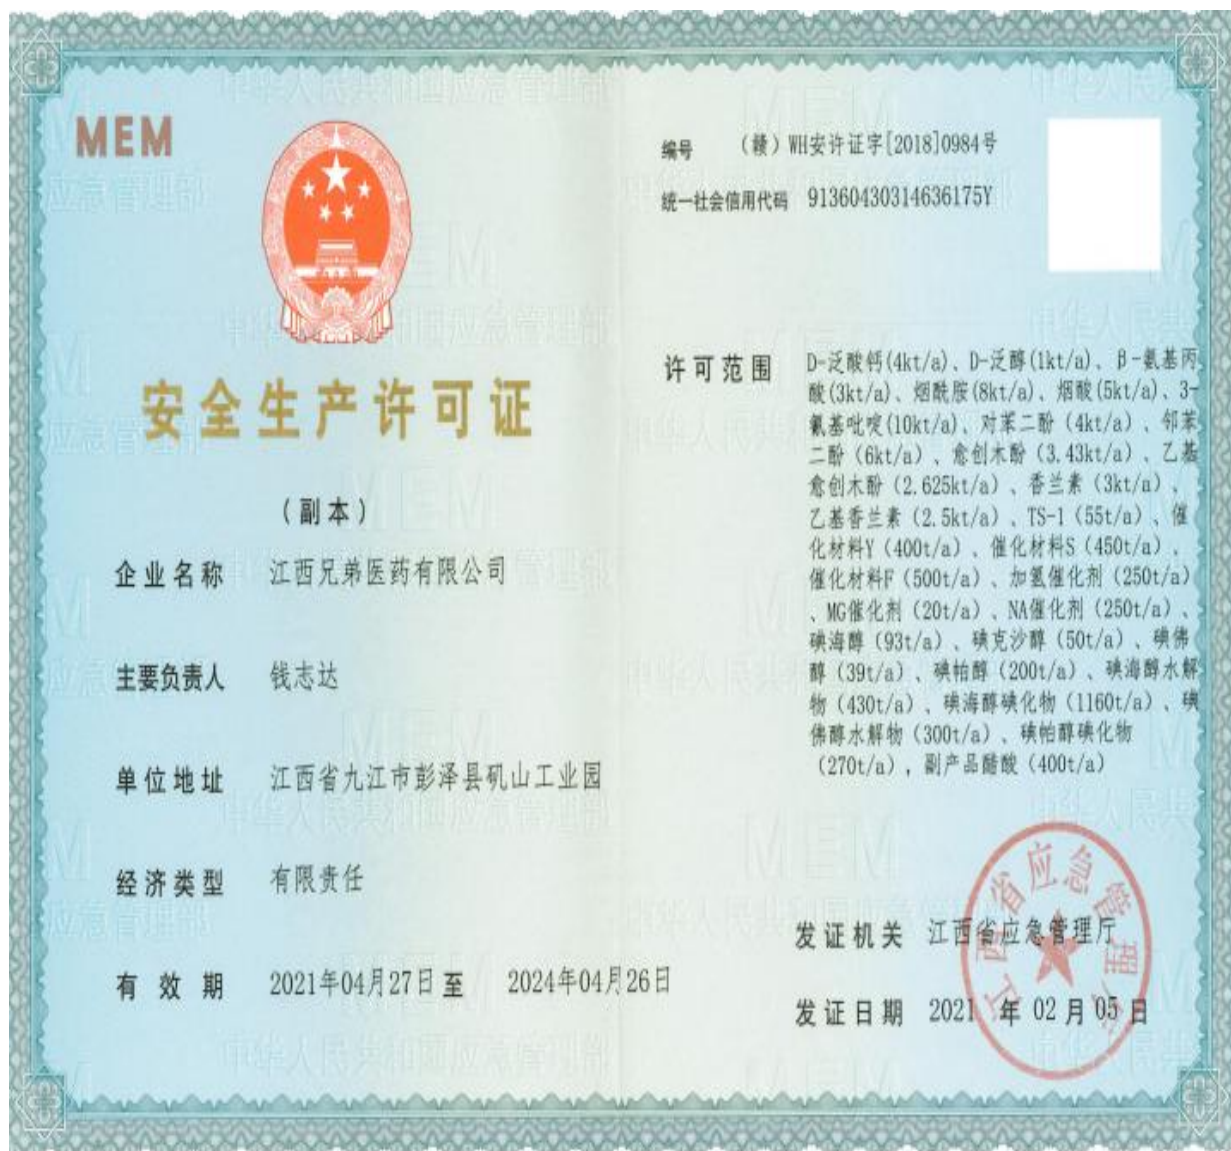 MEM
安全生产许可证
（副本）
企业名称 江西兄弟医药有限公司
主要负责人 钱志达
单位地址 江西省九江市彭泽县矶山工业园
经济类型 有限责任
有效期 2021年04月27日 至 2024年04月26日
编号 （赣）WH安许证字[2018]0984号
统一社会信用代码 91360430314636175Y
许可范围 D-泛酸钙(4kt/a)、D-泛醇(1kt/a)、β-氨基丙
酸(3kt/a)、烟酰胺(8kt/a)、烟酸(5kt/a)、3-
氰基吡啶(10kt/a)、对苯二酚（4kt/a）、邻苯
二酚（6kt/a）、愈创木酚（3.43kt/a）、乙基
愈创木酚（2.625kt/a）、香兰素（3kt/a）、
乙基香兰素（2.5kt/a）、TS-1（55t/a）、催
化材料Y（400t/a）、催化材料S（450t/a）、
催化材料F（500t/a）、加氢催化剂（250t/a）
、MG催化剂（20t/a）、NA催化剂（250t/a）、
碘海醇（93t/a）、碘克沙醇（50t/a）、碘佛
醇（39t/a）、碘帕醇（200t/a）、碘海醇水解
物（430t/a）、碘海醇碘化物（1160t/a）、碘
佛醇水解物（300t/a）、碘帕醇碘化物
（270t/a），副产品醋酸（400t/a）
发证机关 江西省应急管理厅
发证日期 2021 年 02 月 05 日
江西省应急管理厅